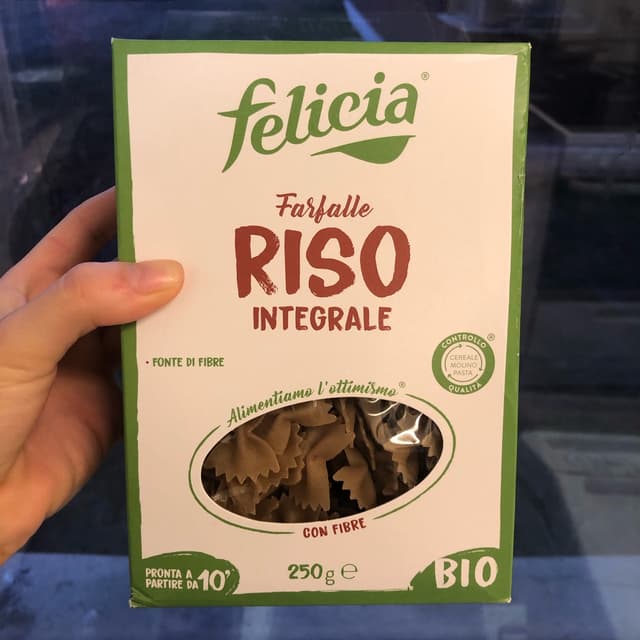 felicia®
Farfalle
RISO
INTEGRALE
• FONTE DI FIBRE
CONTROLLO®
CEREALE
MOLINO
PASTA
QUALITÀ
Alimentiamo l'ottimismo®
CON FIBRE
PRONTA A
PARTIRE DA 10'
250g ℮
BIO